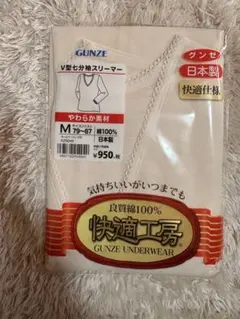 GUNZE
V型七分袖スリーマー
やわらか素材
M
79~87
綿100%
日本製
¥950
グンゼ
日本製
快適仕様
気持ちいいがいつまでも
良質綿100%
快適工房
GUNZE UNDERWEAR